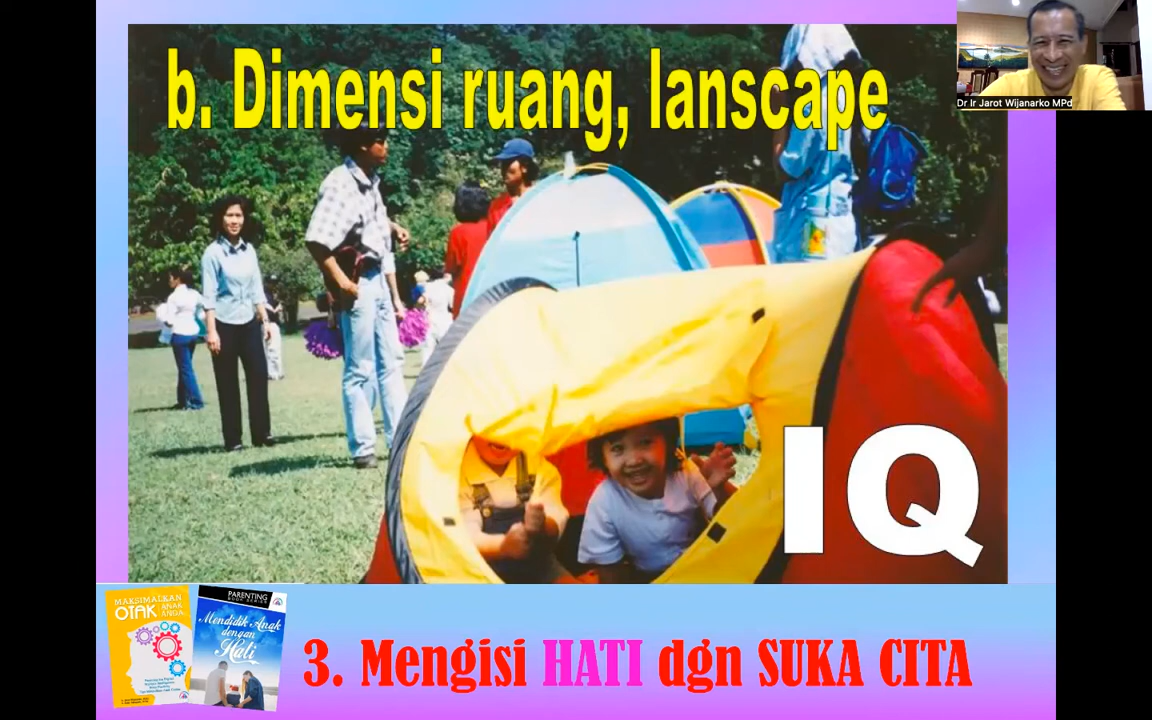 b. Dimensi ruang, lanscape
Dr Ir Jarot Wijanarko MPd
IQ
MAKSIMALKAN
OTAK ANAK
ANDA
PARENTING
Mendidik Anak
dengan
Hati
3. Mengisi HATI dgn SUKA CITA